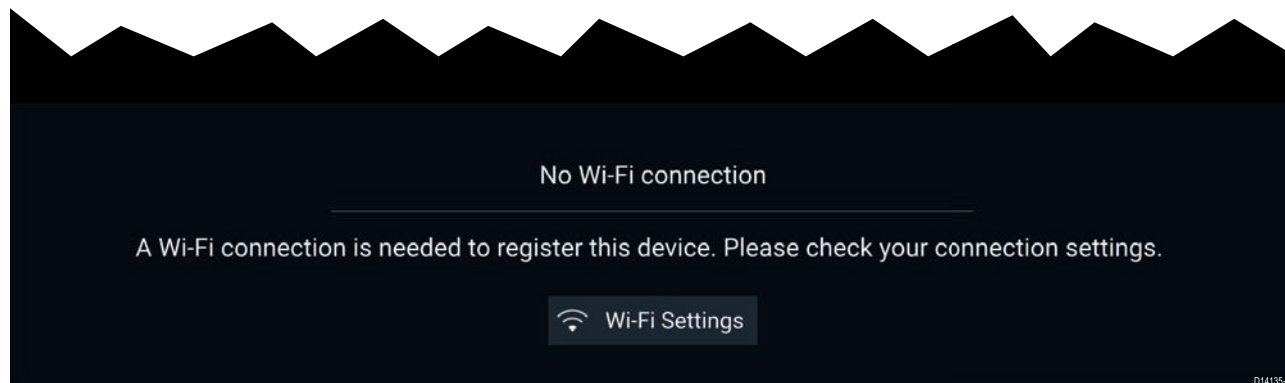 No Wi-Fi connection
A Wi-Fi connection is needed to register this device. Please check your connection settings.
Wi-Fi Settings
D14135